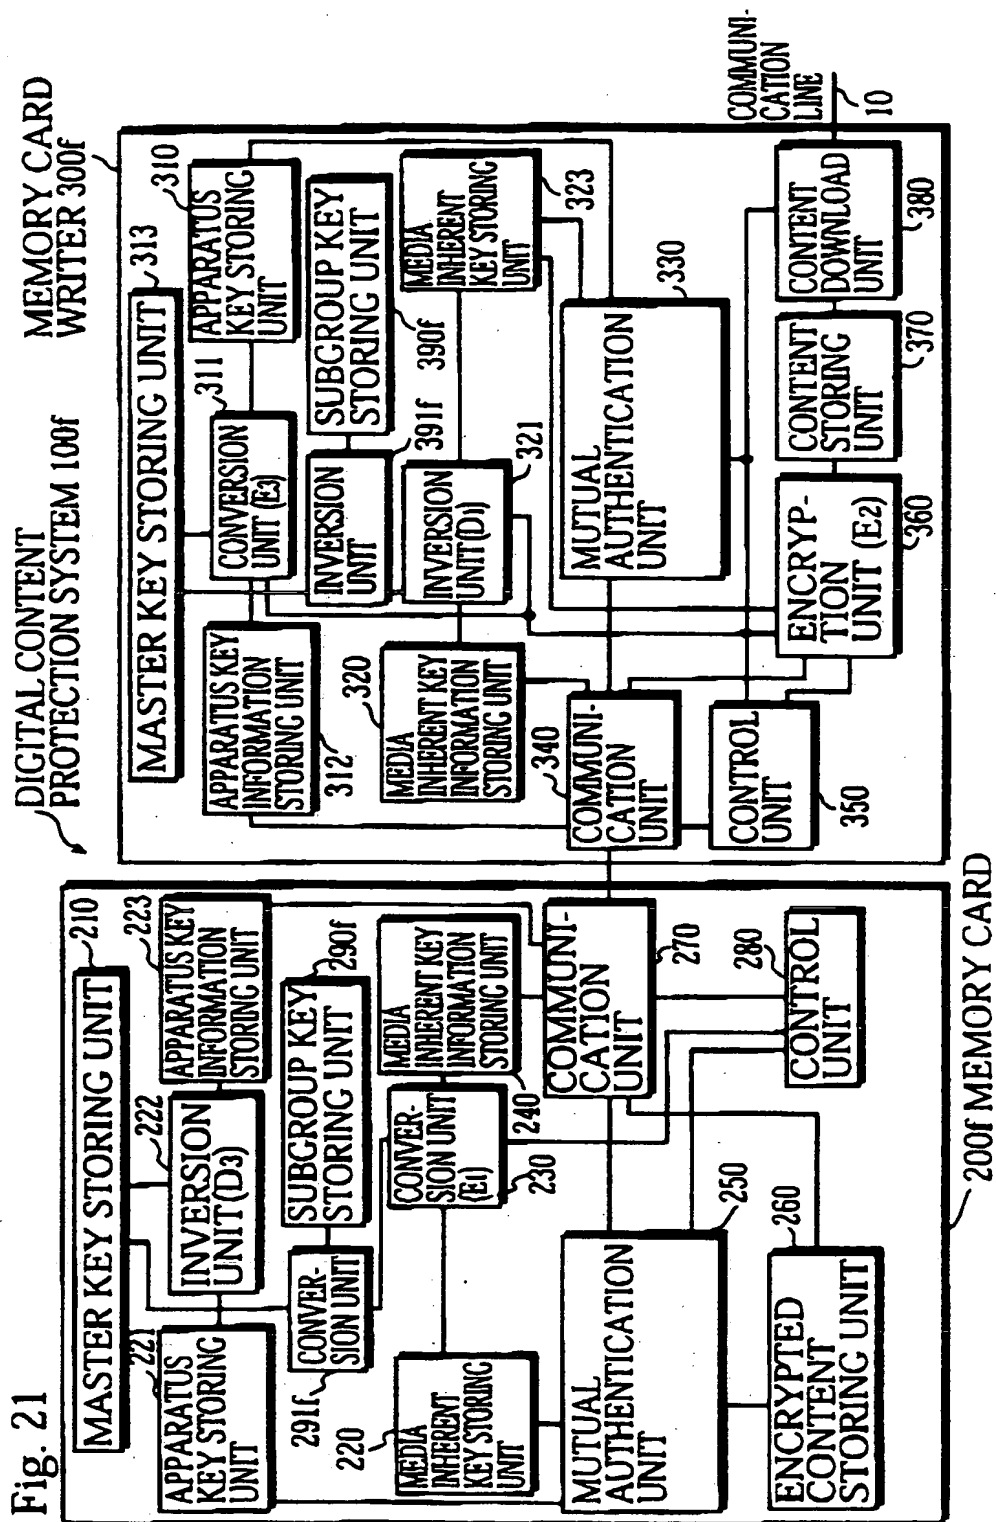 Fig. 21
DIGITAL CONTENT
PROTECTION SYSTEM 100f
MEMORY CARD
WRITER 300f
MASTER KEY STORING UNIT
210
221
APPARATUS
KEY STORING
UNIT
222
INVERSION
UNIT(D3)
223
APPARATUS KEY
INFORMATION
STORING UNIT
291f
CONVER-
SION UNIT
SUBGROUP KEY
STORING UNIT
290f
220
MEDIA
INHERENT
KEY STORING
UNIT
CONVER-
SION UNIT
(E1)
230
MEDIA
INHERENT KEY
INFORMATION
STORING UNIT
240
MUTUAL
AUTHENTICATION
UNIT
250
COMMUNI-
CATION
UNIT
270
ENCRYPTED
CONTENT
STORING UNIT
260
CONTROL
UNIT
280
200f MEMORY CARD
MASTER KEY STORING UNIT
313
APPARATUS KEY
INFORMATION
STORING UNIT
312
CONVERSION
UNIT (E3)
311
APPARATUS
KEY STORING
UNIT
310
INVERSION
UNIT
391f
SUBGROUP KEY
STORING UNIT
390f
320
MEDIA
INHERENT KEY
INFORMATION
STORING UNIT
INVERSION
UNIT(D1)
321
MEDIA
INHERENT
KEY STORING
UNIT
323
340
COMMUNI-
CATION
UNIT
MUTUAL
AUTHENTICATION
UNIT
330
CONTROL
UNIT
350
ENCRYP-
TION
UNIT (E2)
360
CONTENT
STORING
UNIT
370
CONTENT
DOWNLOAD
UNIT
380
COMMUNI-
CATION
LINE
10